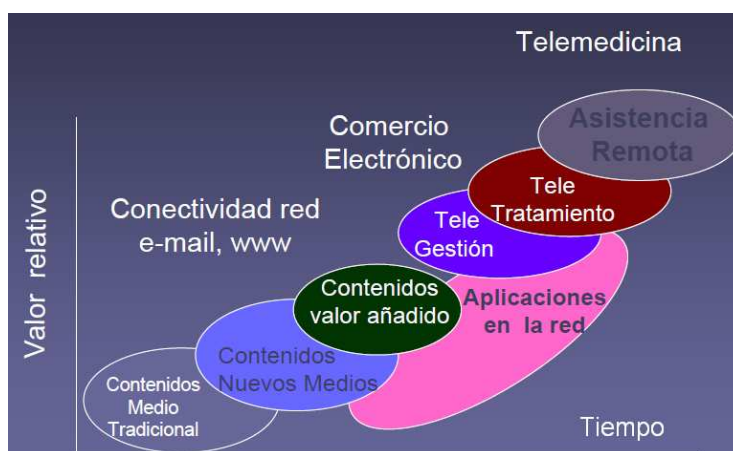 Telemedicina
Asistencia
Remota
Comercio
Electrónico
Tele
Tratamiento
Conectividad red
e-mail, www
Tele
Gestión
Contenidos
valor añadido
Aplicaciones
en la red
Contenidos
Nuevos Medios
Contenidos
Medio
Tradicional
Valor relativo
Tiempo